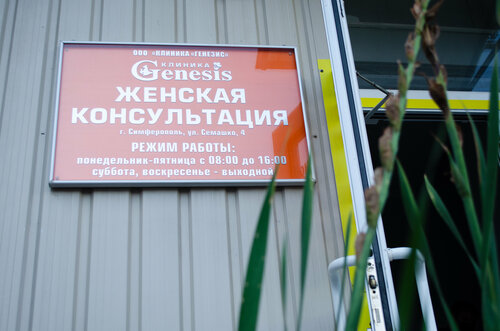 ООО «КЛИНИКА «ГЕНЕЗИС»
КЛИНИКА
Genesis
ЖЕНСКАЯ
КОНСУЛЬТАЦИЯ
г. Симферополь, ул. Семашко, 4
РЕЖИМ РАБОТЫ:
понедельник-пятница с 08:00 до 16:00
суббота, воскресенье - выходной